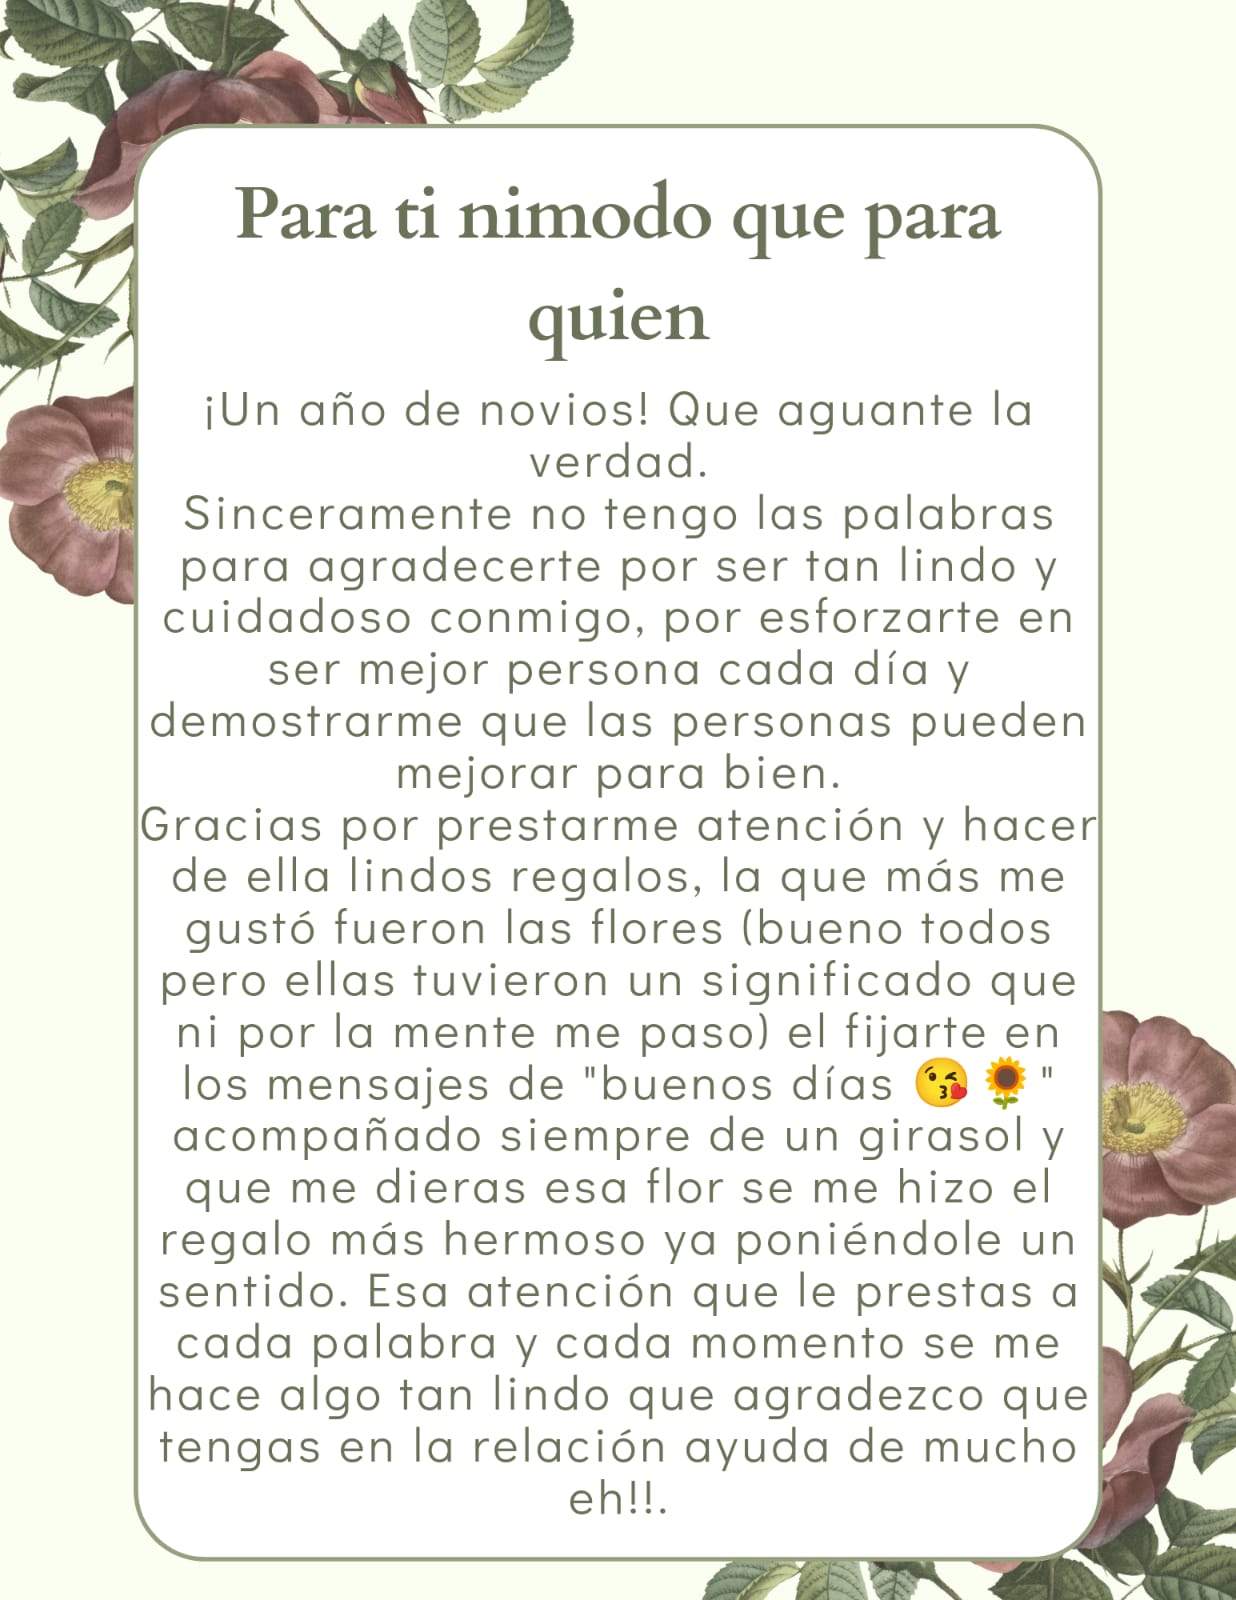 Para ti nimodo que para
quien
¡Un año de novios! Que aguante la
verdad.
Sinceramente no tengo las palabras
para agradecerte por ser tan lindo y
cuidadoso conmigo, por esforzarte en
ser mejor persona cada día y
demostrarme que las personas pueden
mejorar para bien.
Gracias por prestarme atención y hacer
de ella lindos regalos, la que más me
gustó fueron las flores (bueno todos
pero ellas tuvieron un significado que
ni por la mente me paso) el fijarte en
los mensajes de "buenos días 😘🌻"
acompañado siempre de un girasol y
que me dieras esa flor se me hizo el
regalo más hermoso ya poniéndole un
sentido. Esa atención que le prestas a
cada palabra y cada momento se me
hace algo tan lindo que agradezco que
tengas en la relación ayuda de mucho
eh!!.